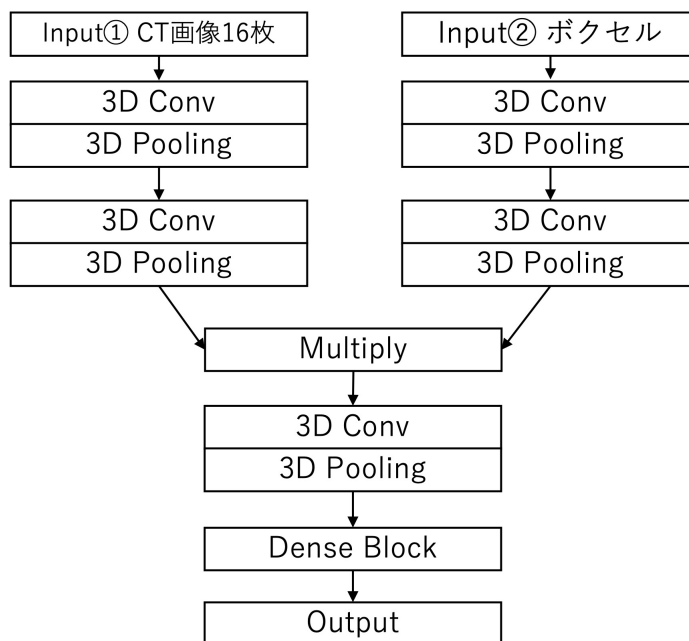 Input① CT画像16枚
3D Conv
3D Pooling
3D Conv
3D Pooling
Input② ボクセル
3D Conv
3D Pooling
3D Conv
3D Pooling
Multiply
3D Conv
3D Pooling
Dense Block
Output